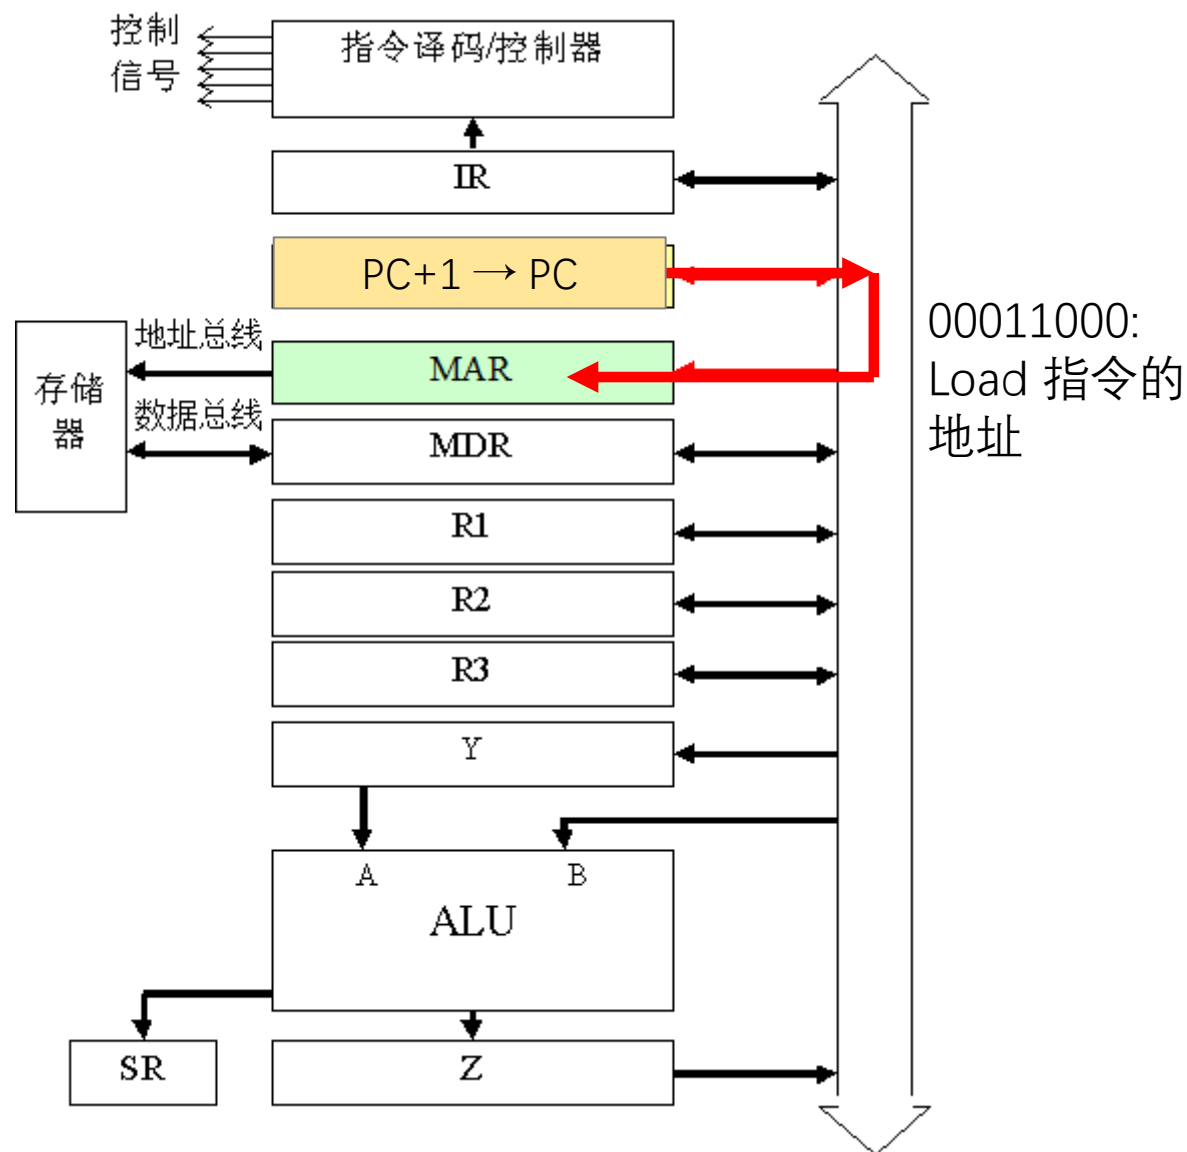 控制
信号
指令译码/控制器
IR
PC+1 → PC
00011000:
Load 指令的
地址
地址总线
MAR
存储
器
数据总线
MDR
R1
R2
R3
Y
A
B
ALU
SR
Z